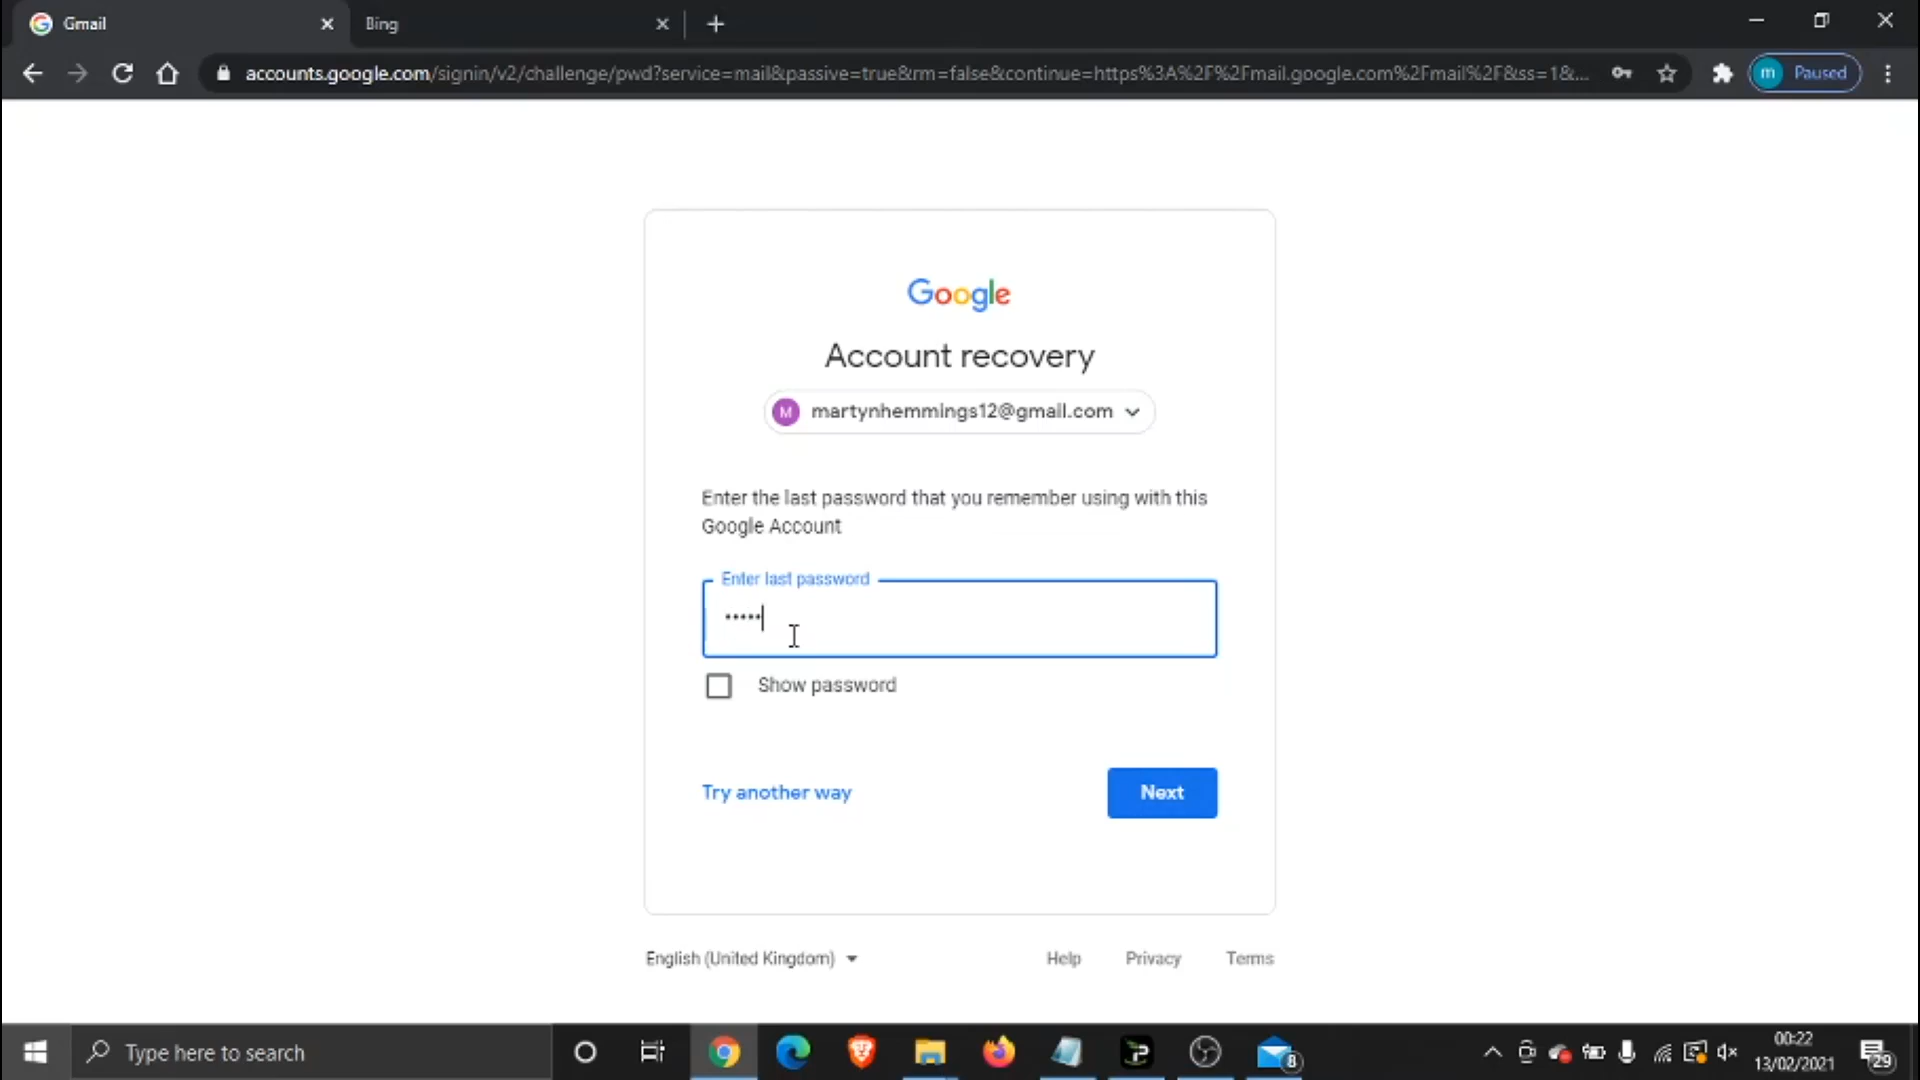 Gmail
Bing
accounts.google.com/signin/v2/challenge/pwd?service=mail&passive=true&rm=false&continue=https%3A%2F%2Fmail.google.com%2Fmail%2F&ss=1&...
m Paused
Google
Account recovery
M martynhemmings12@gmail.com
Enter the last password that you remember using with this
Google Account
Enter last password
•••••
Show password
Try another way
Next
English (United Kingdom)
Help
Privacy
Terms
Type here to search
8
00:22
13/02/2021
29